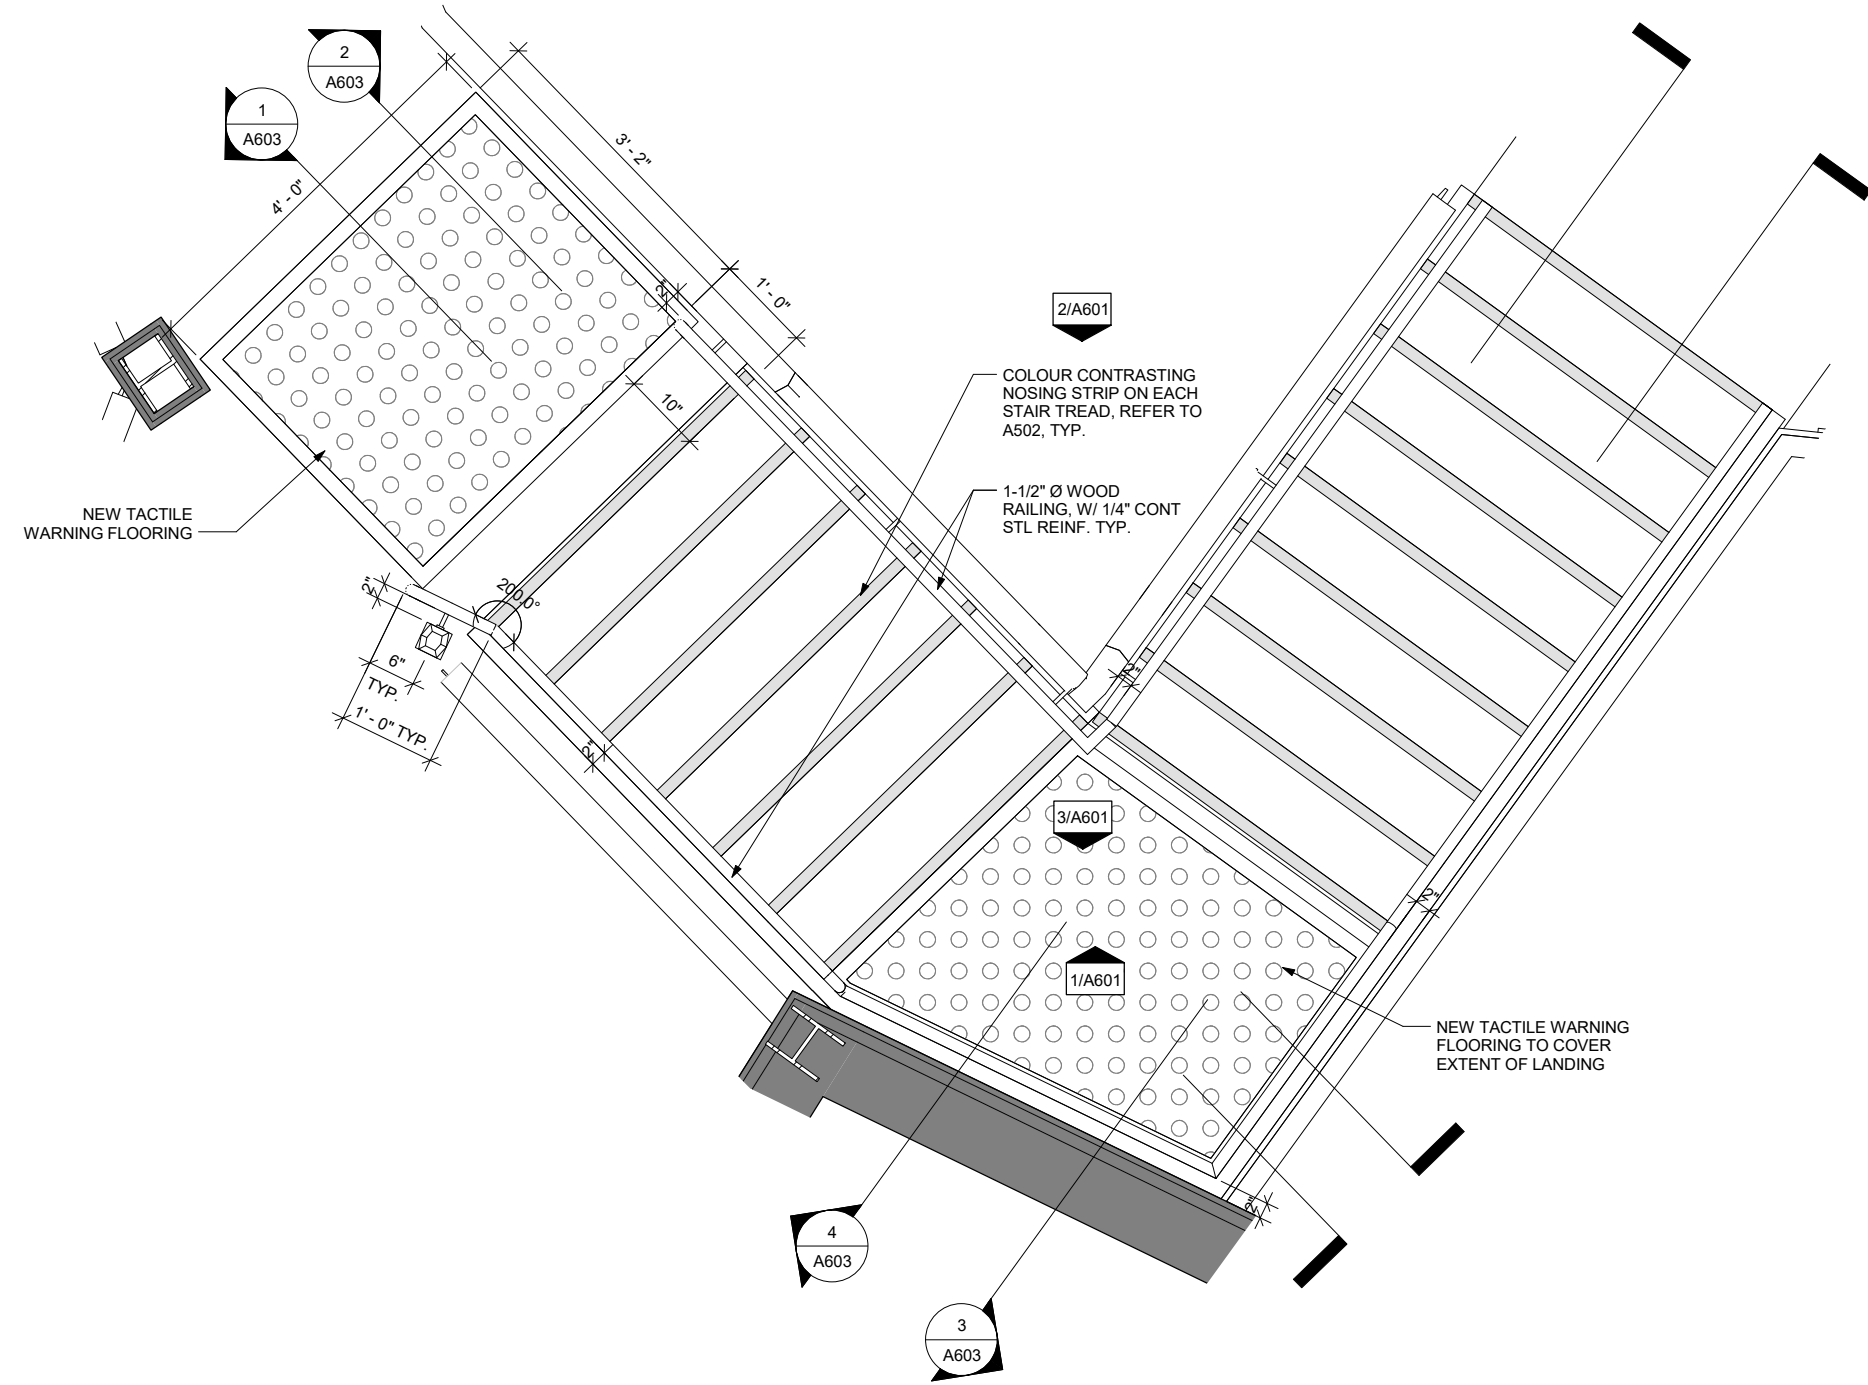 2
A603
1
A603
3' - 2"
4' - 0"
2"
1' - 0"
2/A601
COLOUR CONTRASTING
NOSING STRIP ON EACH
STAIR TREAD, REFER TO
A502, TYP.
10"
1-1/2" Ø WOOD
RAILING, W/ 1/4" CONT
STL REINF. TYP.
NEW TACTILE
WARNING FLOORING
2"
200.0°
6"
TYP.
1' - 0" TYP.
2"
2"
3/A601
2"
1/A601
NEW TACTILE WARNING
FLOORING TO COVER
EXTENT OF LANDING
2"
4
A603
3
A603